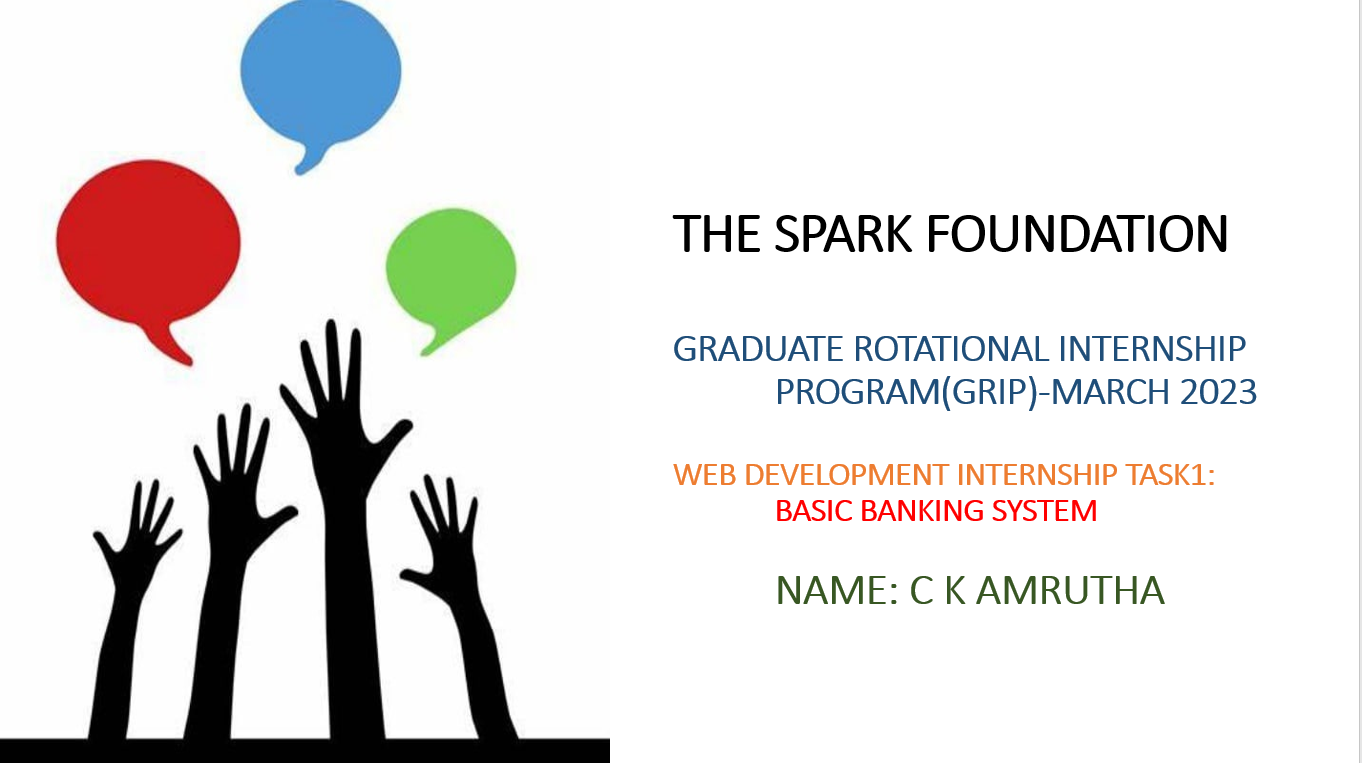 THE SPARK FOUNDATION
GRADUATE ROTATIONAL INTERNSHIP
PROGRAM(GRIP)-MARCH 2023
WEB DEVELOPMENT INTERNSHIP TASK1:
BASIC BANKING SYSTEM
NAME: C K AMRUTHA